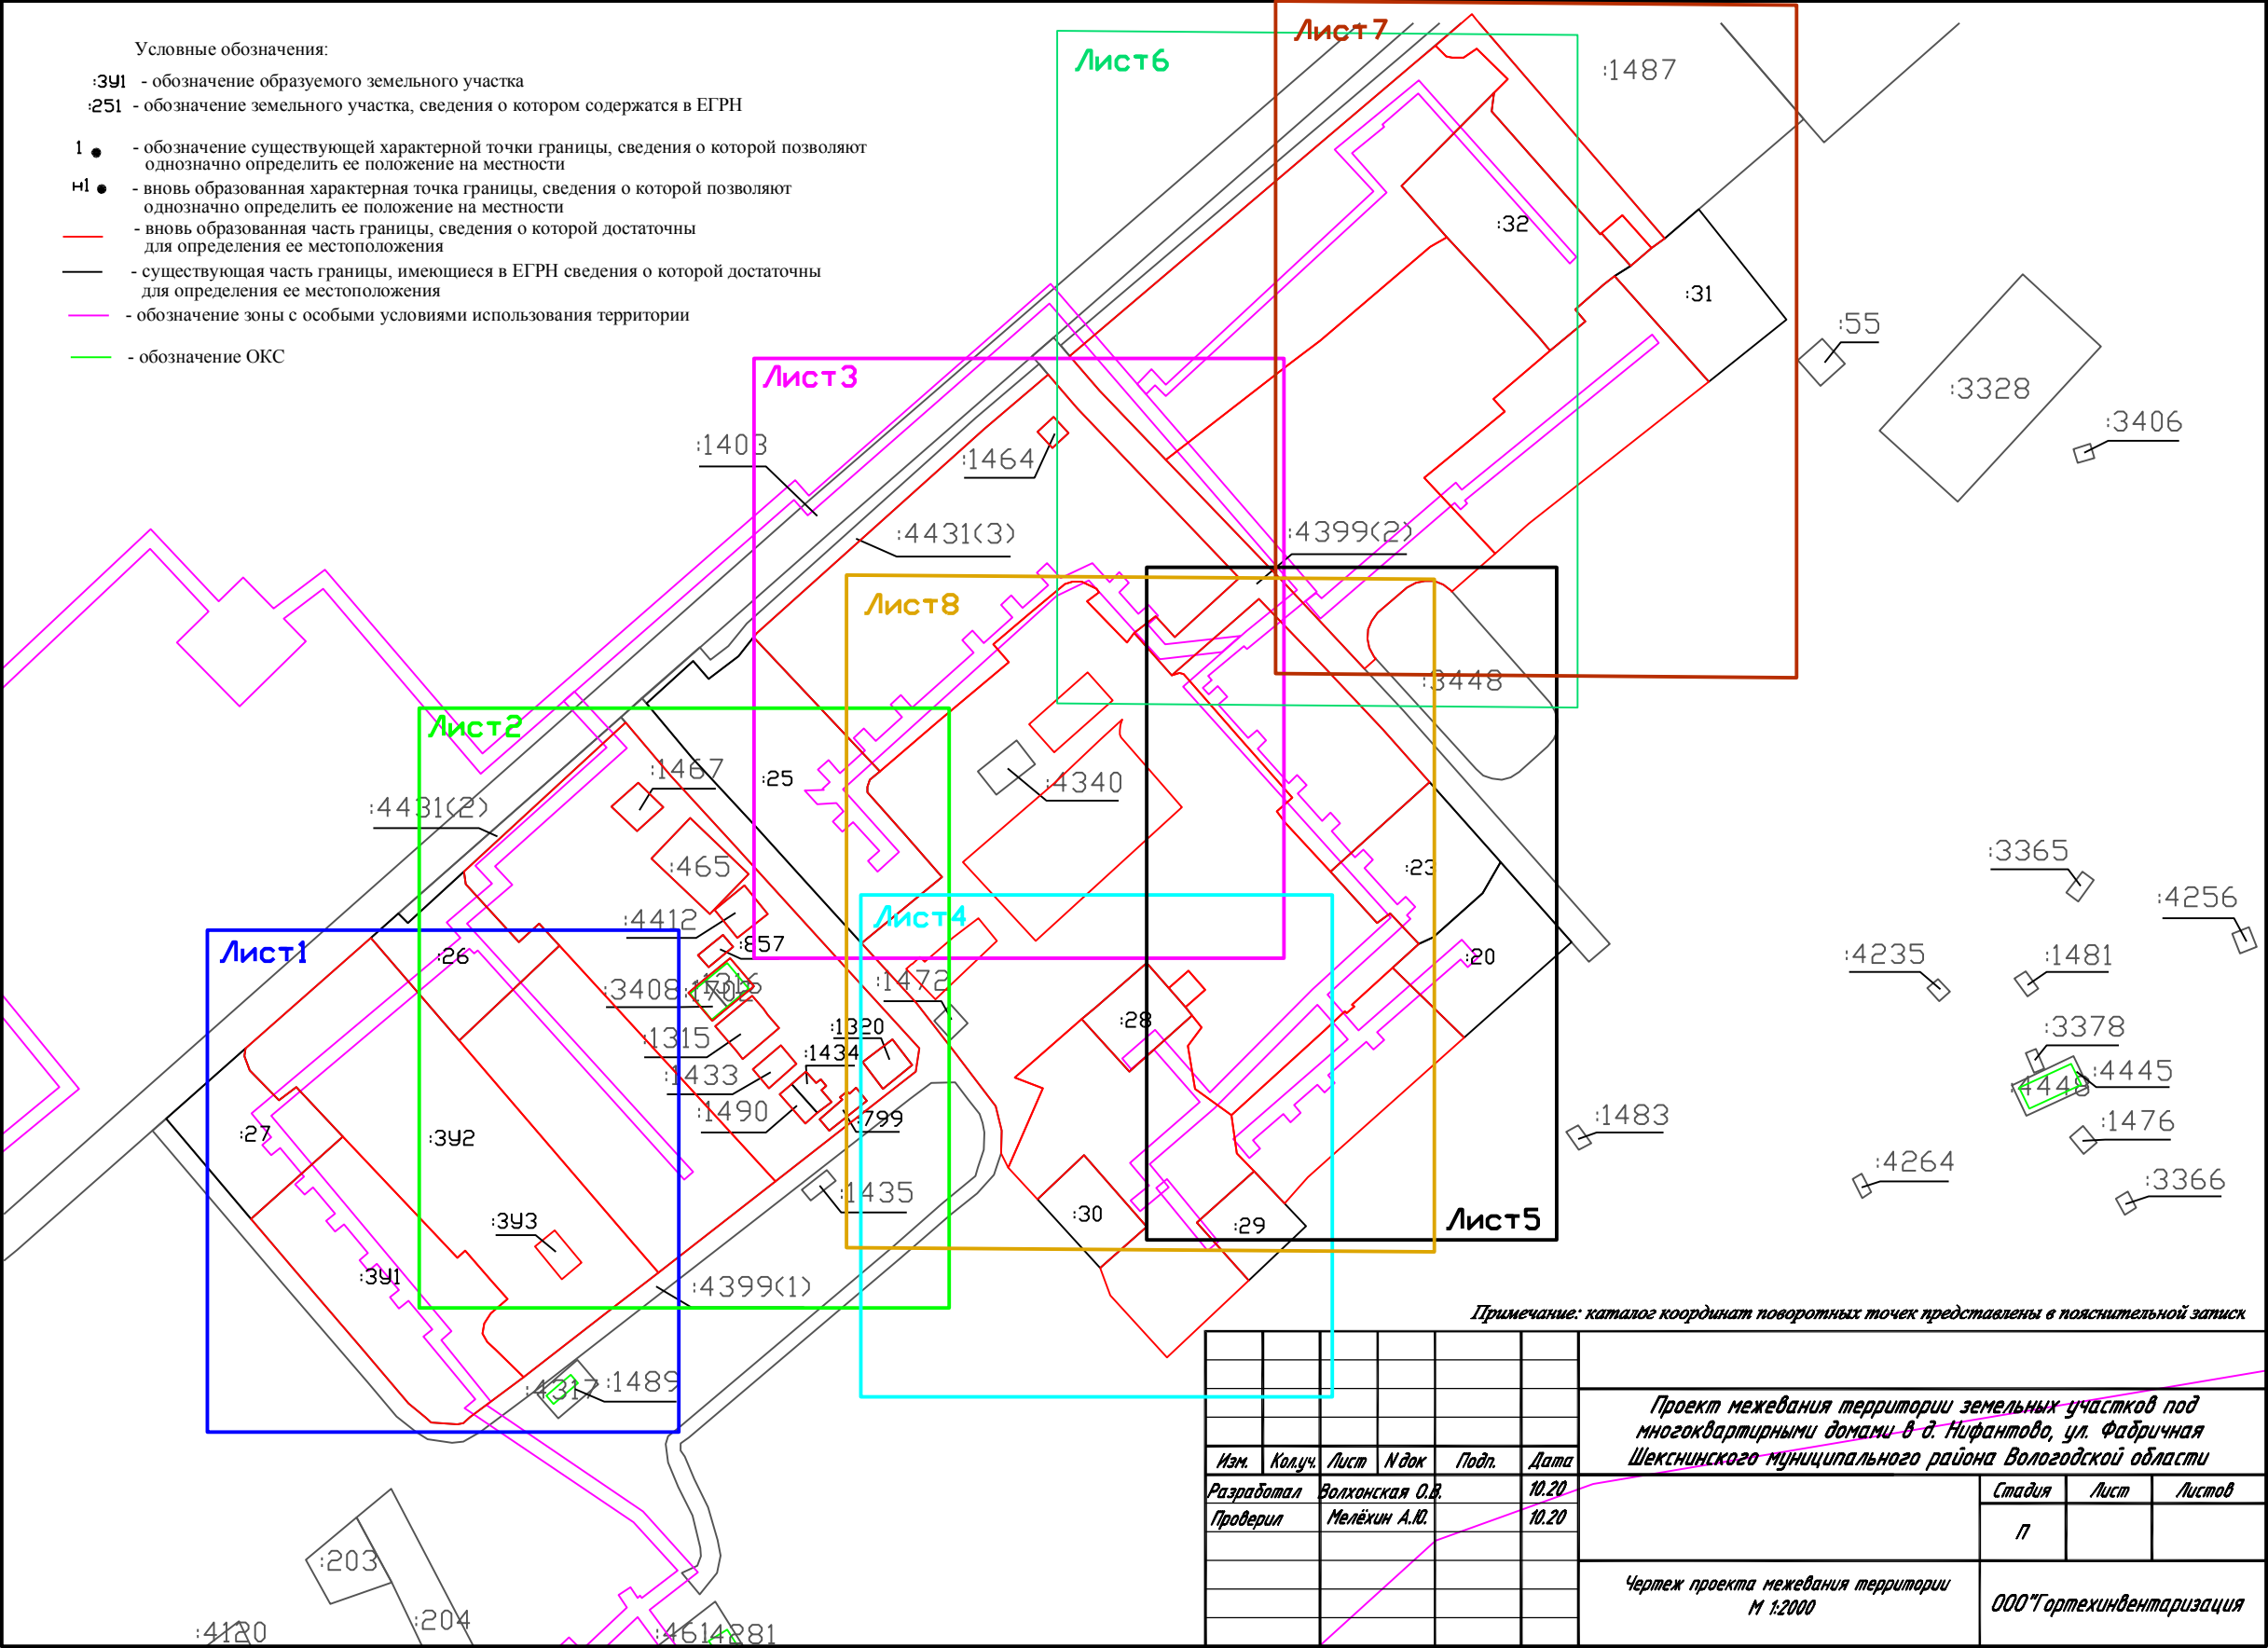 Условные обозначения:
:ЗУ1 - обозначение образуемого земельного участка
:251 - обозначение земельного участка, сведения о котором содержатся в ЕГРН
1 - обозначение существующей характерной точки границы, сведения о которой позволяют
однозначно определить ее положение на местности
н1 - вновь образованная характерная точка границы, сведения о которой позволяют
однозначно определить ее положение на местности
- вновь образованная часть границы, сведения о которой достаточны
для определения ее местоположения
- существующая часть границы, имеющиеся в ЕГРН сведения о которой достаточны
для определения ее местоположения
- обозначение зоны с особыми условиями использования территории
- обозначение ОКС
Лист7
Лист6
:1487
:32
:31
:55
:3328
:3406
Лист3
:1403
:1464
:4431(3)
:4399(2)
Лист8
:3448
Лист2
:1467
:25
:4340
:4431(2)
:465
:23
:3365
:4256
:4412
:857
Лист4
Лист1
:26
:20
:4235
:1481
:3408
:1702
:1316
:1472
:1315
:1320
:28
:3378
:1434
:1433
:4445
:4448
:1490
:799
:27
:ЗУ2
:1483
:1476
:4264
:3366
:1435
:ЗУ3
:30
:29
Лист5
:ЗУ1
:4399(1)
:4317
:1489
:203
:204
:4120
:461
4281
Примечание: каталог координат поворотных точек представлены в пояснительной записк
Проект межевания территории земельных участков под
многоквартирными домами в д. Нифантово, ул. Фабричная
Шекснинского муниципального района Вологодской области
Изм. Кол.уч. Лист N док Подп. Дата
Разработал Волхонская О.В. 10.20
Проверил Мелёхин А.Ю. 10.20
Стадия Лист Листов
П
Чертеж проекта межевания территории
М 1:2000
ООО"Гортехинвентаризация